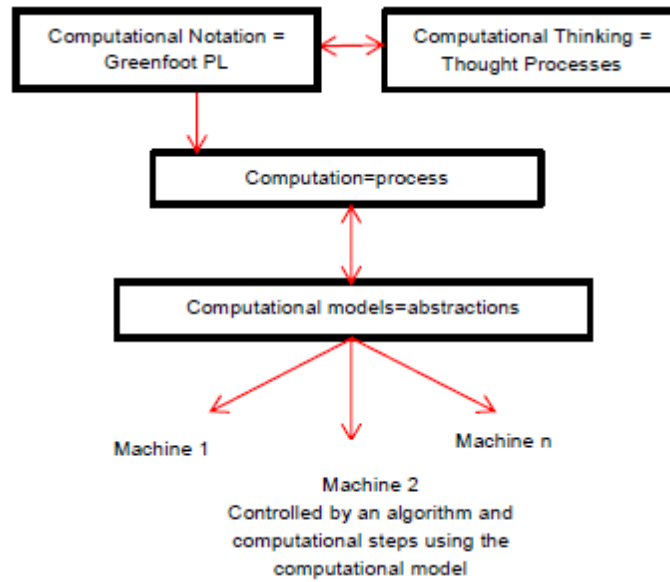 Computational Notation =
Greenfoot PL
Computational Thinking =
Thought Processes
Computation=process
Computational models=abstractions
Machine 1
Machine n
Machine 2
Controlled by an algorithm and
computational steps using the
computational model